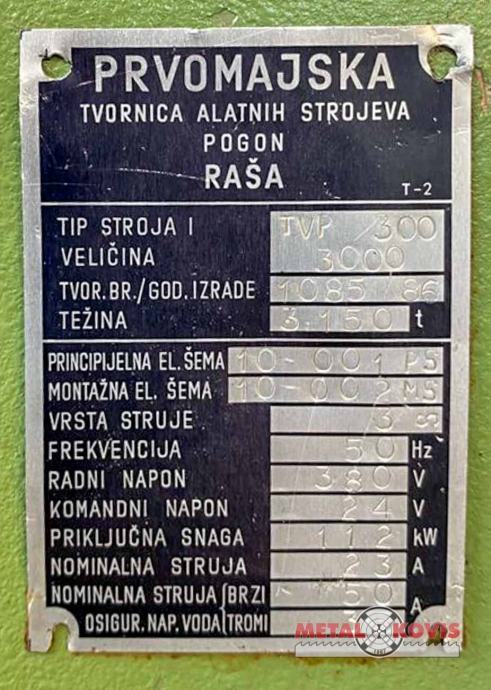 PRVOMAJSKA
TVORNICA ALATNIH STROJEVA
POGON
RAŠA
T-2
TIP STROJA I TVP /300
VELIČINA 3000
TVOR.BR./GOD.IZRADE 1085/86
TEŽINA 3.150 t
PRINCIPIJELNA EL.ŠEMA 10-001 PS
MONTAŽNA EL. ŠEMA 10-002 MS
VRSTA STRUJE 3 S
FREKVENCIJA 50 Hz
RADNI NAPON 380 V
KOMANDNI NAPON 24 V
PRIKLJUČNA SNAGA 11 2 kW
NOMINALNA STRUJA 23 A
NOMINALNA STRUJA BRZI 50
OSIGUR. NAP. VODA TROMI A
METAL KOVIS